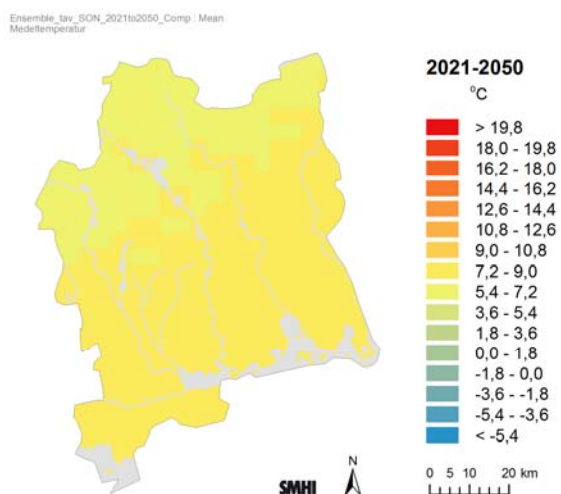 Ensemble_tav_SON_2021to2050_Comp : Mean
Medeltemperatur
2021-2050
°C
> 19,8
18,0 - 19,8
16,2 - 18,0
14,4 - 16,2
12,6 - 14,4
10,8 - 12,6
9,0 - 10,8
7,2 - 9,0
5,4 - 7,2
3,6 - 5,4
1,8 - 3,6
0,0 - 1,8
-1,8 - 0,0
-3,6 - -1,8
-5,4 - -3,6
< -5,4
N
SMHI
0 5 10 20 km